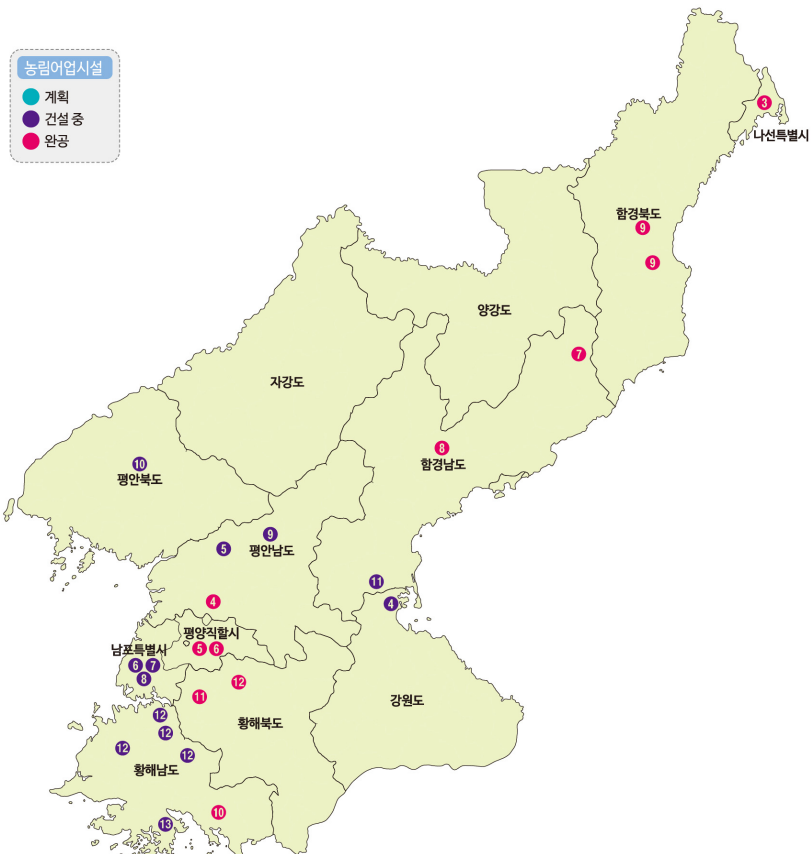 농림어업시설
계획
건설 중
완공
3
나선특별시
함경북도
9
9
양강도
7
자강도
8
함경남도
10
평안북도
9
5
평안남도
11
4
4
평양직할시
5 6
남포특별시
6 7
8
12
11
강원도
12
황해북도
12
12
12
황해남도
10
13